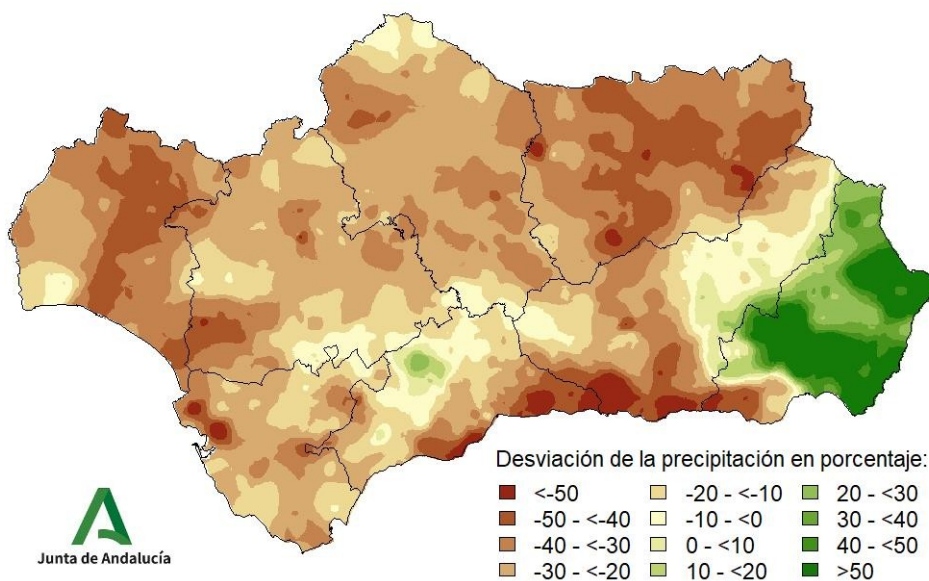 Desviación de la precipitación en porcentaje:
<-50
-50 - <-40
-40 - <-30
-30 - <-20
-20 - <-10
-10 - <0
0 - <10
10 - <20
20 - <30
30 - <40
40 - <50
>50
Junta de Andalucía